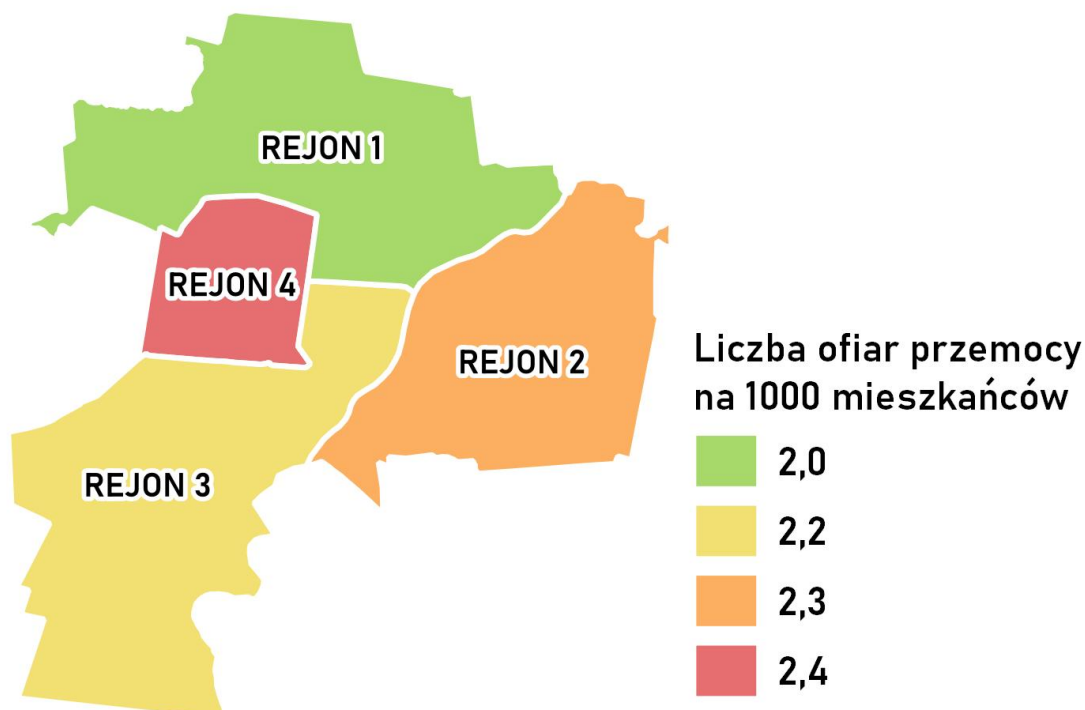 REJON 1
REJON 4
REJON 2
REJON 3
Liczba ofiar przemocy
na 1000 mieszkańców
2,0
2,2
2,3
2,4